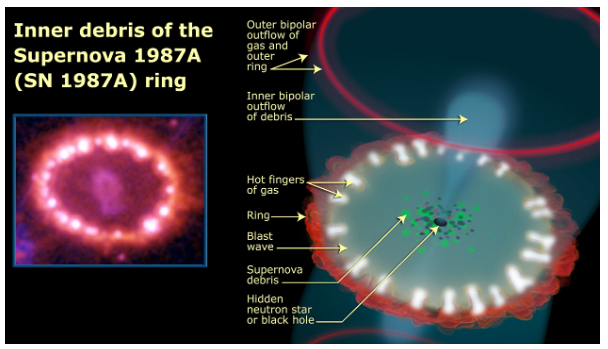 Inner debris of the
Supernova 1987A
(SN 1987A) ring
Outer bipolar
outflow of
gas and
outer
ring
Inner bipolar
outflow
of debris
Hot fingers
of gas
Ring
Blast
wave
Supernova
debris
Hidden
neutron star
or black hole